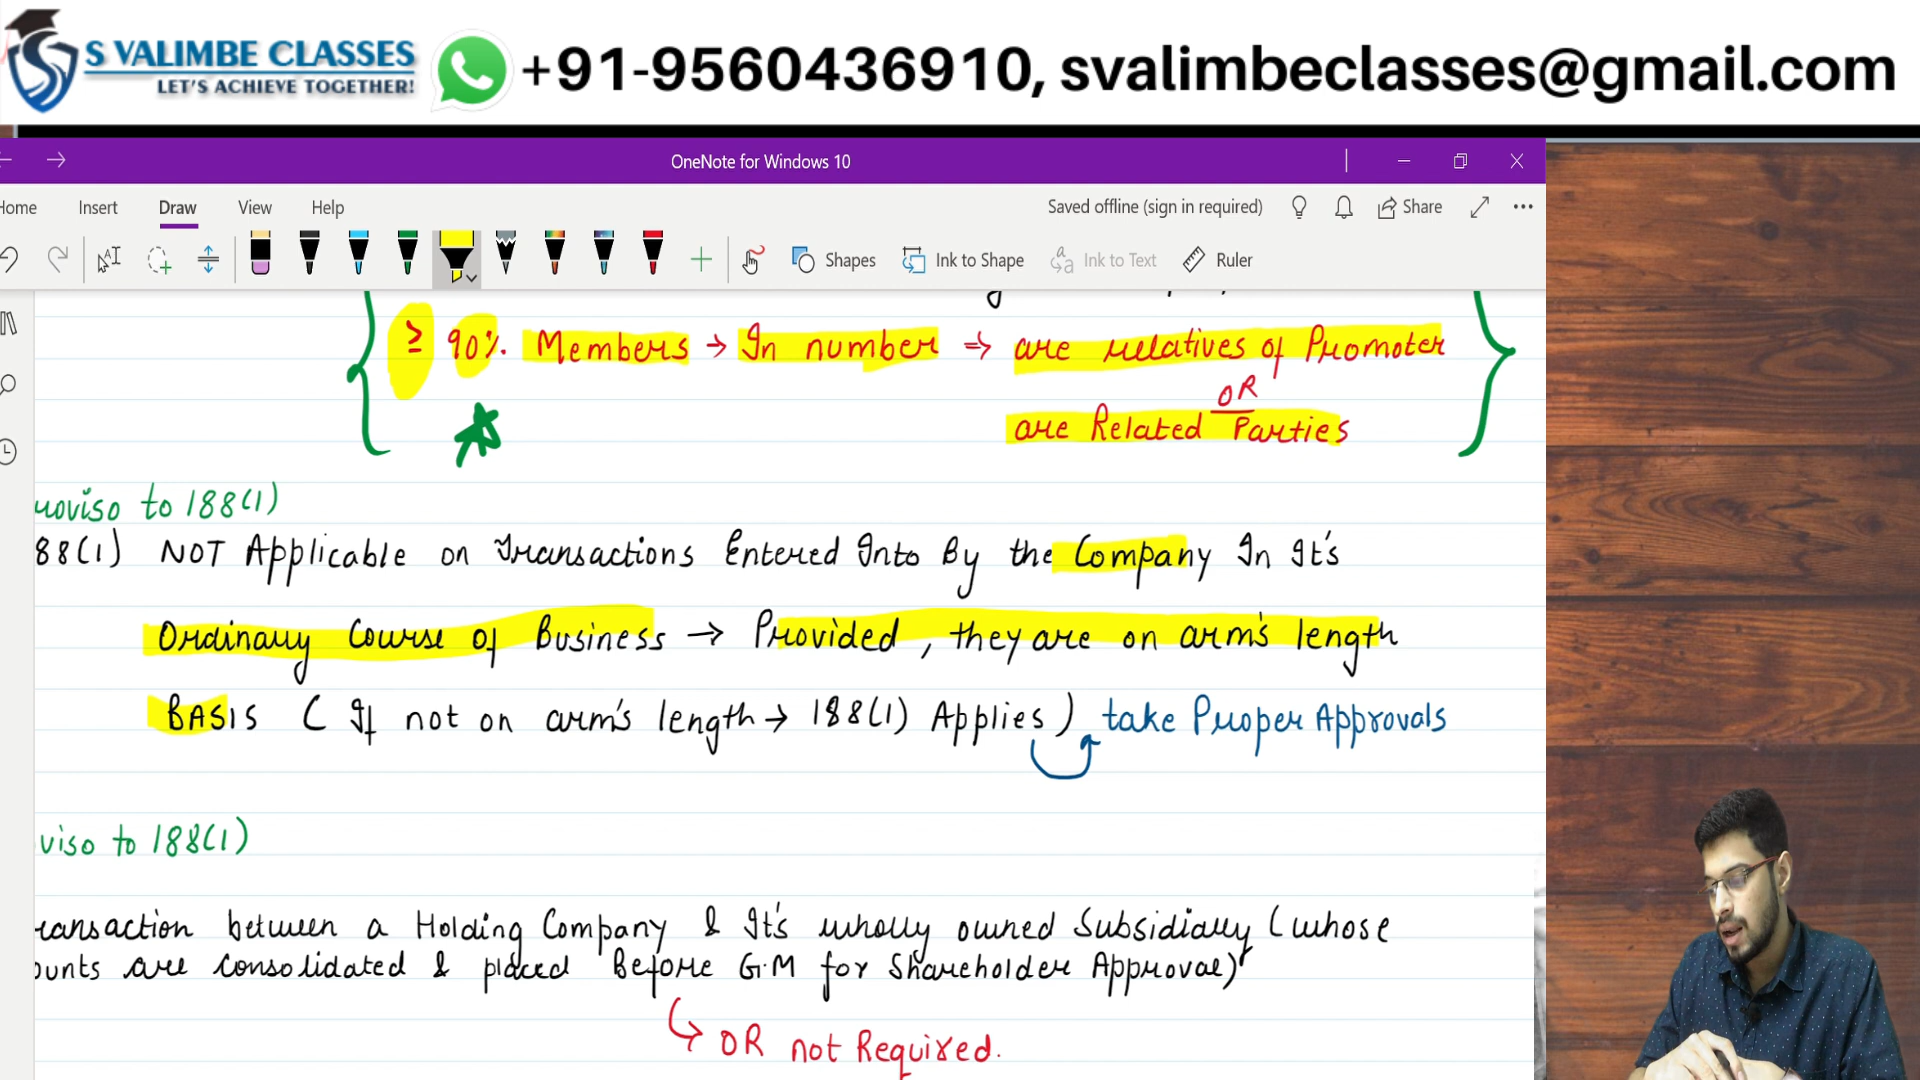 S VALIMBE CLASSES
LET'S ACHIEVE TOGETHER!
+91-9560436910, svalimbeclasses@gmail.com
OneNote for Windows 10
Home Insert Draw View Help
Saved offline (sign in required) Share
Shapes Ink to Shape Ink to Text Ruler
≥ 90% Members → In number ⇒ are relatives of Promoter
OR
are Related Parties
roviso to 188(1)
88(1) NOT Applicable on Transactions Entered Into By the Company In It's
Ordinary Course of Business → Provided, they are on arm's length
BASIS ( If not on arm's length → 188(1) Applies ) take Proper Approvals
viso to 188(1)
ransaction between a Holding Company & It's wholly owned Subsidiary (whose
ounts are consolidated & placed Before G.M for Shareholder Approval)
OR not Required.